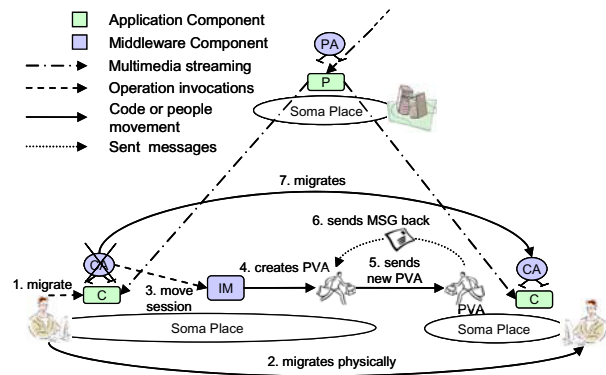 Application Component
Middleware Component
Multimedia streaming
Operation invocations
Code or people
movement
Sent messages
PA
P
Soma Place
7. migrates
6. sends MSG back
CA
4. creates PVA
5. sends
new PVA
CA
1. migrate
C
3. move
session
IM
PVA
C
Soma Place
Soma Place
2. migrates physically